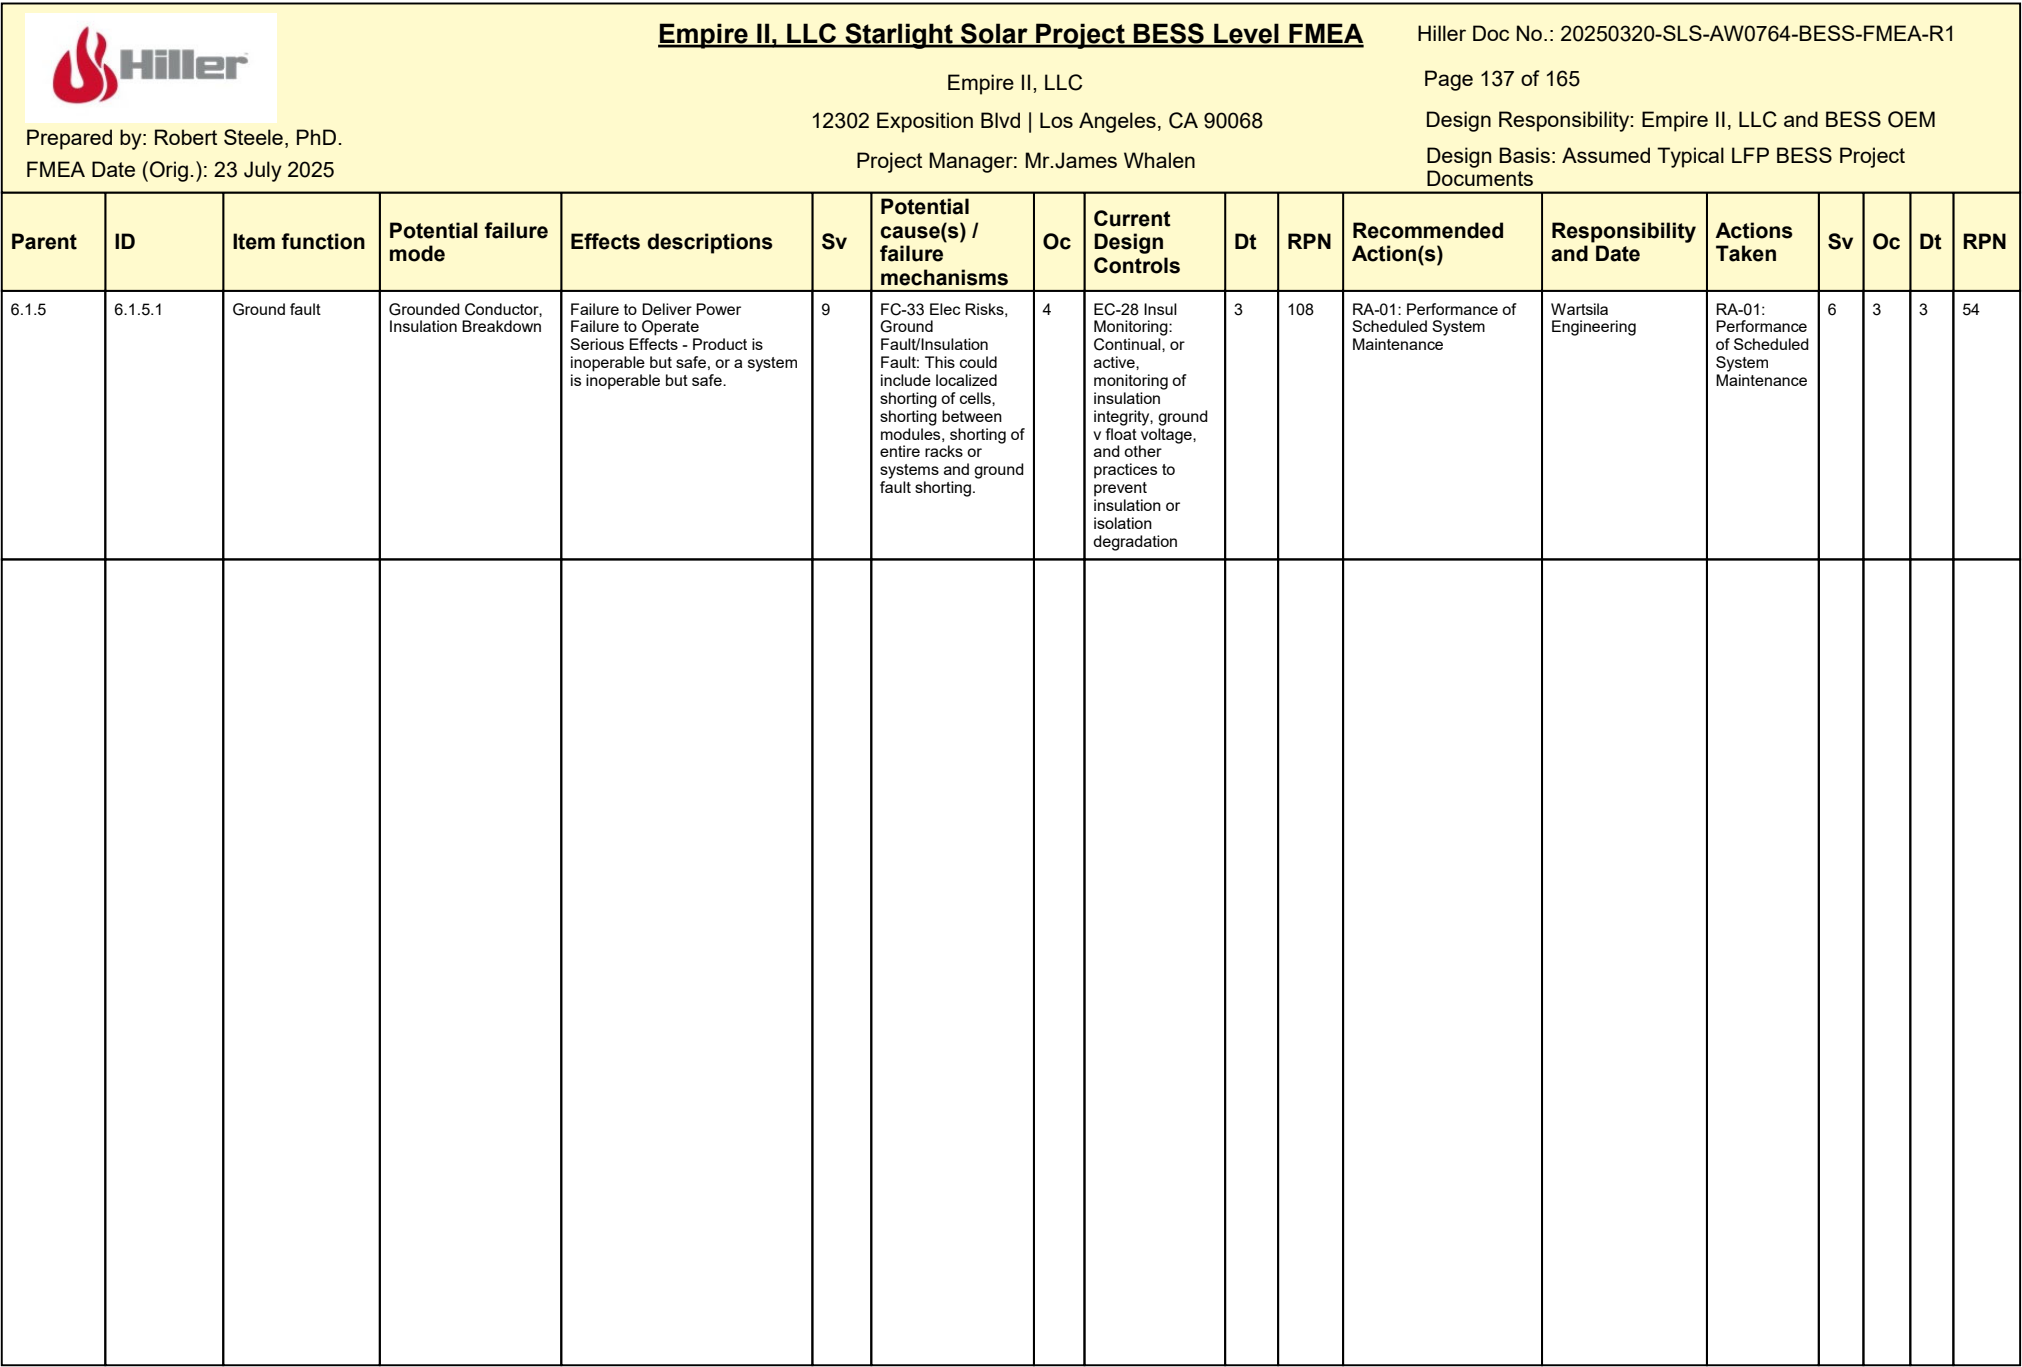 Hiller
Prepared by: Robert Steele, PhD.
FMEA Date (Orig.): 23 July 2025
Empire II, LLC Starlight Solar Project BESS Level FMEA
Empire II, LLC
12302 Exposition Blvd | Los Angeles, CA 90068
Project Manager: Mr.James Whalen
Hiller Doc No.: 20250320-SLS-AW0764-BESS-FMEA-R1
Page 137 of 165
Design Responsibility: Empire II, LLC and BESS OEM
Design Basis: Assumed Typical LFP BESS Project
Documents
Parent
ID
Item function
Potential failure
mode
Effects descriptions
Sv
Potential
cause(s) /
failure
mechanisms
Oc
Current
Design
Controls
Dt
RPN
Recommended
Action(s)
Responsibility
and Date
Actions
Taken
Sv
Oc
Dt
RPN
6.1.5
6.1.5.1
Ground fault
Grounded Conductor,
Insulation Breakdown
Failure to Deliver Power
Failure to Operate
Serious Effects - Product is
inoperable but safe, or a system
is inoperable but safe.
9
FC-33 Elec Risks,
Ground
Fault/Insulation
Fault: This could
include localized
shorting of cells,
shorting between
modules, shorting of
entire racks or
systems and ground
fault shorting.
4
EC-28 Insul
Monitoring:
Continual, or
active,
monitoring of
insulation
integrity, ground
v float voltage,
and other
practices to
prevent
insulation or
isolation
degradation
3
108
RA-01: Performance of
Scheduled System
Maintenance
Wartsila
Engineering
RA-01:
Performance
of Scheduled
System
Maintenance
6
3
3
54